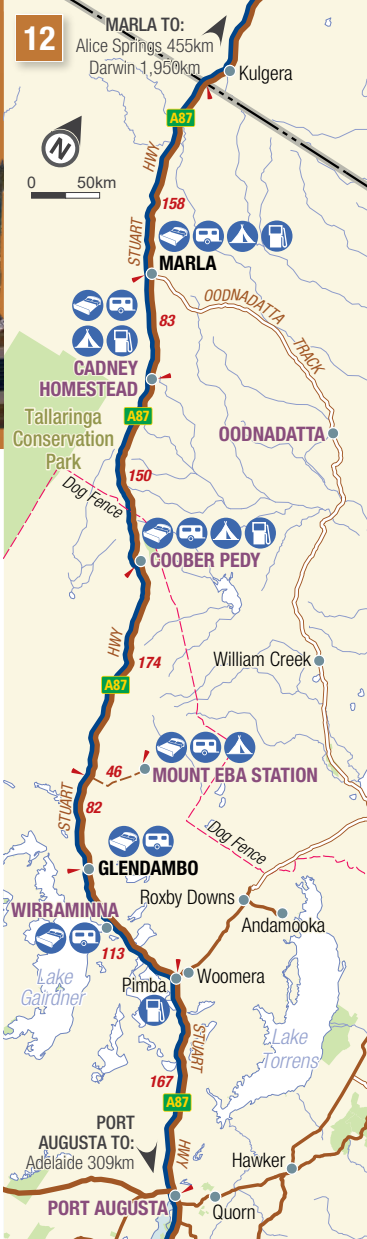 12
MARLA TO:
Alice Springs 455km
Darwin 1,950km
Kulgera
A87
N
HWY
0 50km
158
STUART
MARLA
OODNADATTA
TRACK
83
CADNEY
HOMESTEAD
A87
Tallaringa
Conservation
Park
OODNADATTA
150
Dog Fence
COOBER PEDY
HWY
174
William Creek
A87
46
MOUNT EBA STATION
STUART
82
Dog Fence
GLENDAMBO
Roxby Downs
WIRRAMINNA
Andamooka
113
Lake
Gairdner
Pimba
Woomera
STUART
Lake
Torrens
167
A87
PORT
AUGUSTA TO:
Adelaide 309km
HWY
Hawker
PORT AUGUSTA
Quorn